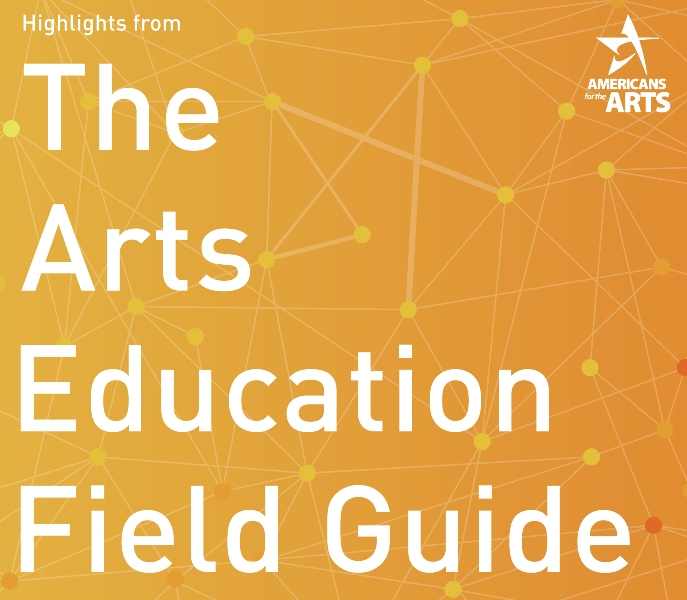 Highlights from
The
Arts
Education
Field Guide
AMERICANS
for the ARTS